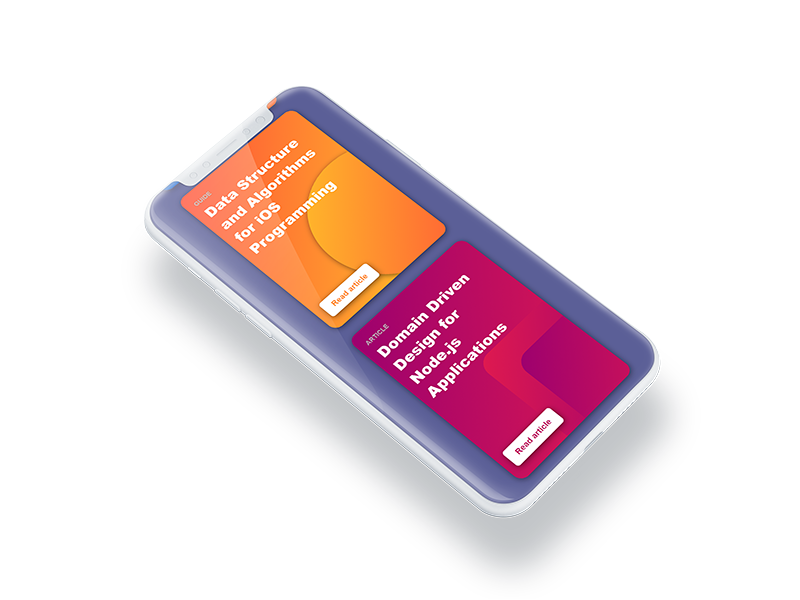 GUIDE
Data Structure
and Algorithms
for iOS
Programming
Read article
ARTICLE
Domain Driven
Design for
Node.js
Applications
Read article